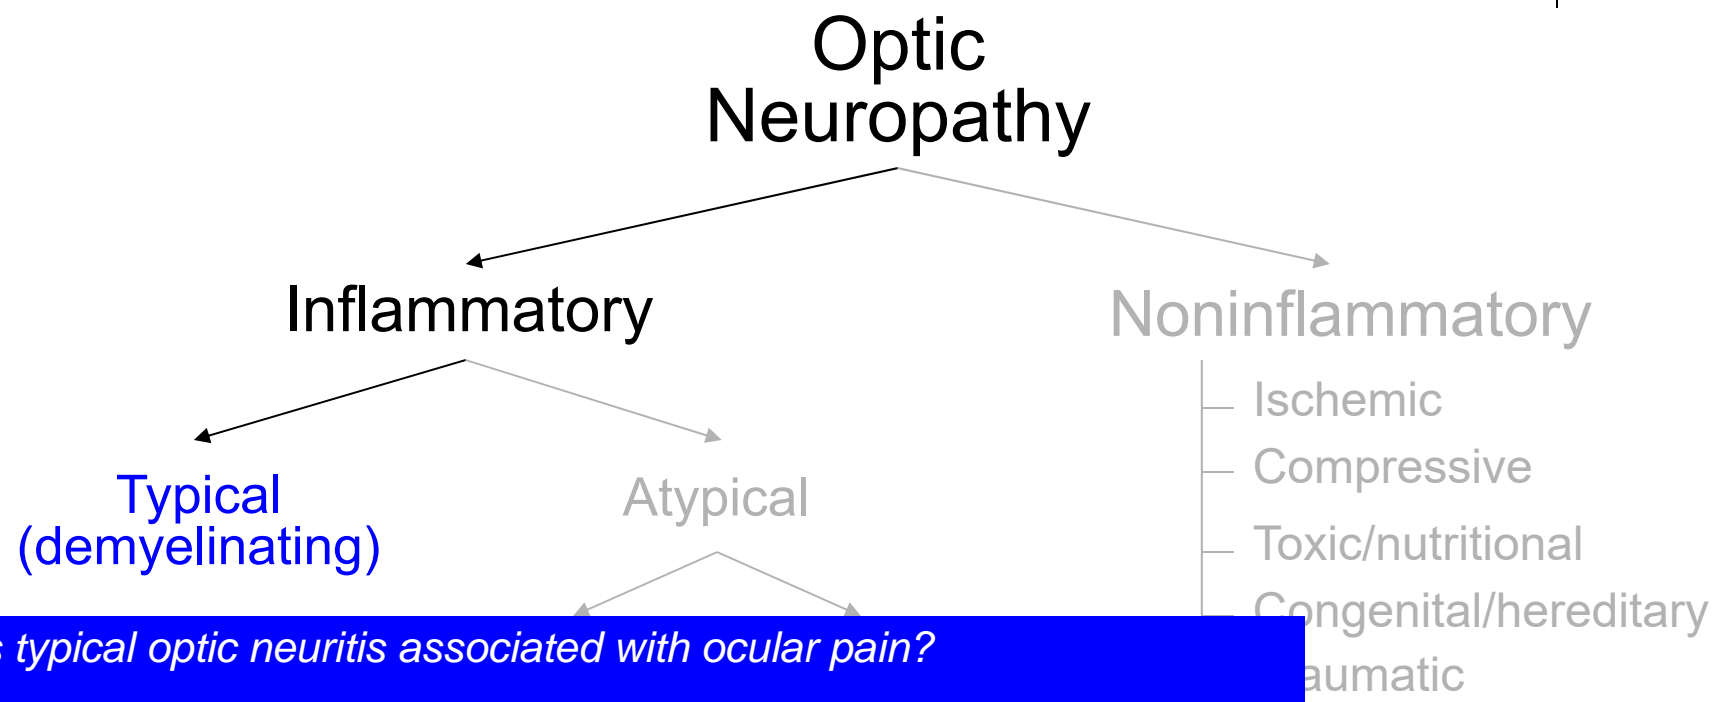 Optic
Neuropathy
Inflammatory
Noninflammatory
Ischemic
Typical
(demyelinating)
Atypical
Compressive
Toxic/nutritional
Congenital/hereditary
typical optic neuritis associated with ocular pain?